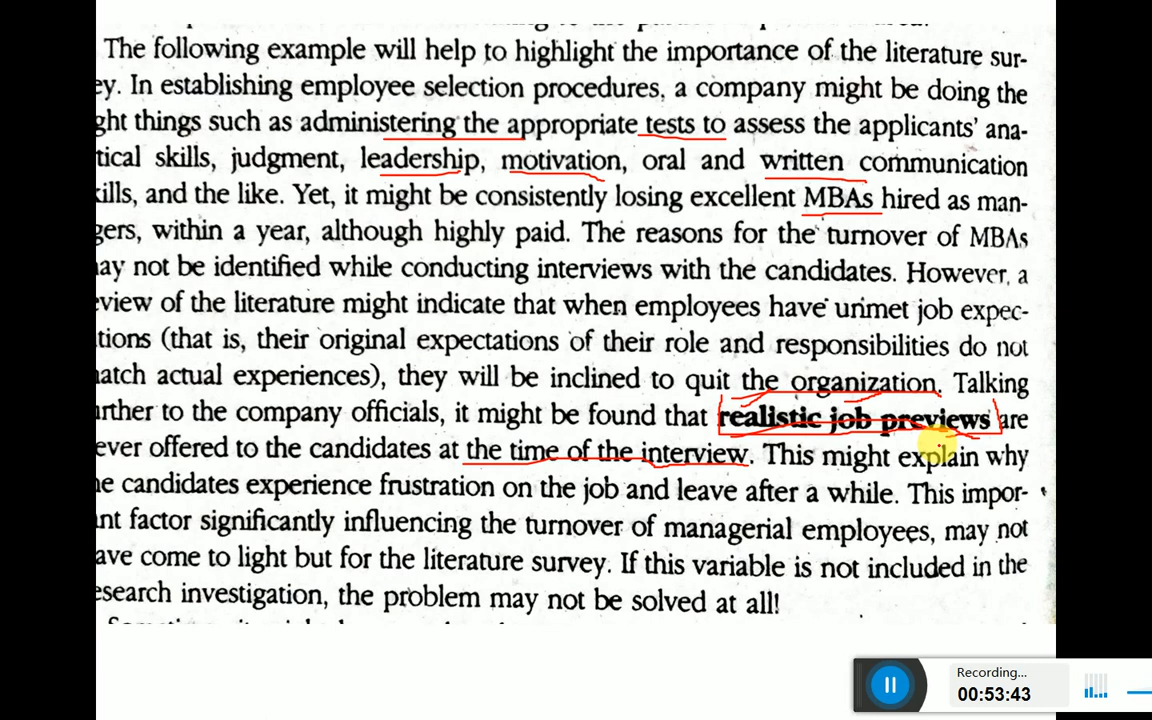 The following example will help to highlight the importance of the literature sur-
ey. In establishing employee selection procedures, a company might be doing the
ght things such as administering the appropriate tests to assess the applicants' ana-
tical skills, judgment, leadership, motivation, oral and written communication
kills, and the like. Yet, it might be consistently losing excellent MBAs hired as man-
gers, within a year, although highly paid. The reasons for the turnover of MBAs
ay not be identified while conducting interviews with the candidates. However, a
eview of the literature might indicate that when employees have unmet job expec-
tions (that is, their original expectations of their role and responsibilities do not
atch actual experiences), they will be inclined to quit the organization. Talking
urther to the company officials, it might be found that realistic job previews are
ever offered to the candidates at the time of the interview. This might explain why
he candidates experience frustration on the job and leave after a while. This impor-
ant factor significantly influencing the turnover of managerial employees, may not
ave come to light but for the literature survey. If this variable is not included in the
esearch investigation, the problem may not be solved at all!
Recording...
00:53:43